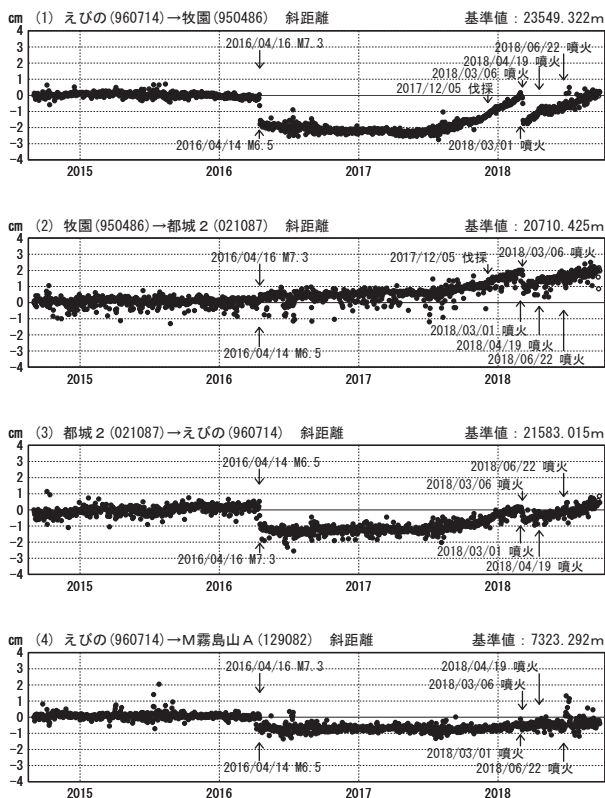 (1) えびの(960714)→牧園(950486) 斜距離 基準値：23549.322m
cm
4
3
2
1
0
-1
-2
-3
-4
2016/04/16 M7.3
2018/06/22 噴火
2018/04/19 噴火
2018/03/06 噴火
2017/12/05 伐採
2016/04/14 M6.5
2018/03/01 噴火
2015 2016 2017 2018
(2) 牧園(950486)→都城２(021087) 斜距離 基準値：20710.425m
cm
4
3
2
1
0
-1
-2
-3
-4
2016/04/16 M7.3
2017/12/05 伐採
2018/03/06 噴火
2018/03/01 噴火
2018/04/19 噴火
2016/04/14 M6.5
2018/06/22 噴火
2015 2016 2017 2018
(3) 都城２(021087)→えびの(960714) 斜距離 基準値：21583.015m
cm
4
3
2
1
0
-1
-2
-3
-4
2016/04/14 M6.5
2018/06/22 噴火
2018/03/06 噴火
2016/04/16 M7.3
2018/03/01 噴火
2018/04/19 噴火
2015 2016 2017 2018
(4) えびの(960714)→Ｍ霧島山Ａ(129082) 斜距離 基準値：7323.292m
cm
4
3
2
1
0
-1
-2
-3
-4
2016/04/16 M7.3
2018/04/19 噴火
2018/03/06 噴火
2018/03/01 噴火
2016/04/14 M6.5
2018/06/22 噴火
2015 2016 2017 2018